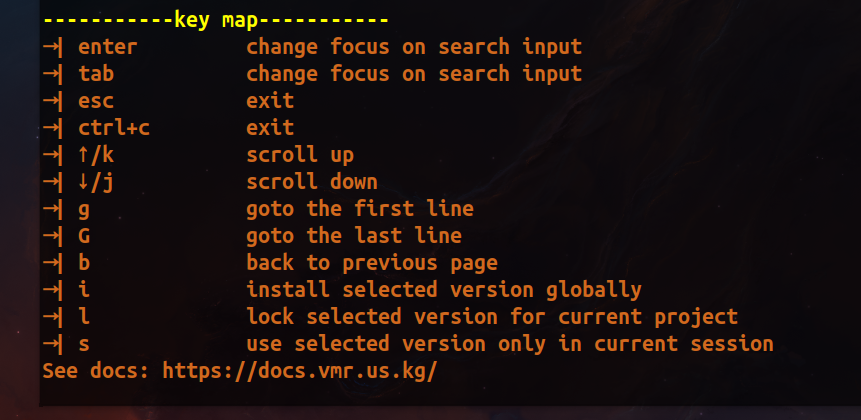 -----------key map-----------
→| enter change focus on search input
→| tab change focus on search input
→| esc exit
→| ctrl+c exit
→| ↑/k scroll up
→| ↓/j scroll down
→| g goto the first line
→| G goto the last line
→| b back to previous page
→| i install selected version globally
→| l lock selected version for current project
→| s use selected version only in current session
See docs: https://docs.vmr.us.kg/